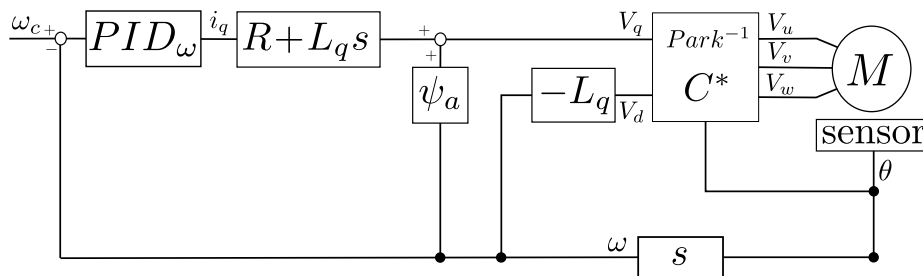 ω_c + −
PID_ω
i_q
R+L_q s
+
+
ψ_a
−L_q
V_q
V_d
Park⁻¹
C*
V_u
V_v
V_w
M
sensor
θ
ω
s